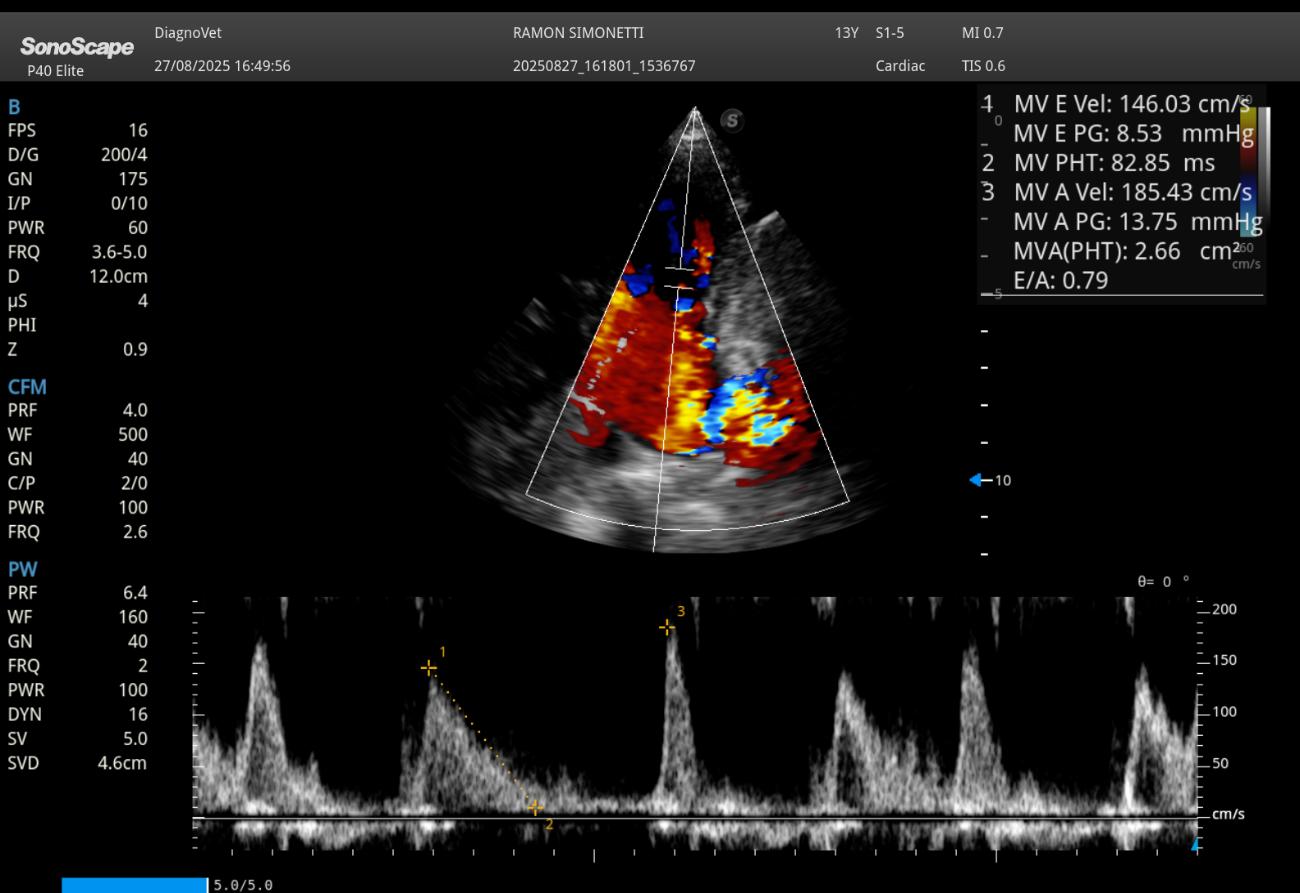 SonoScape
P40 Elite
DiagnoVet
27/08/2025 16:49:56
RAMON SIMONETTI
20250827_161801_1536767
13Y S1-5
Cardiac
MI 0.7
TIS 0.6
B
FPS 16
D/G 200/4
GN 175
I/P 0/10
PWR 60
FRQ 3.6-5.0
D 12.0cm
µS 4
PHI
Z 0.9
CFM
PRF 4.0
WF 500
GN 40
C/P 2/0
PWR 100
FRQ 2.6
PW
PRF 6.4
WF 160
GN 40
FRQ 2
PWR 100
DYN 16
SV 5.0
SVD 4.6cm
S
1 MV E Vel: 146.03 cm/s
MV E PG: 8.53 mmHg
2 MV PHT: 82.85 ms
3 MV A Vel: 185.43 cm/s
MV A PG: 13.75 mmHg
MVA(PHT): 2.66 cm²
E/A: 0.79
60
60
cm/s
0
5
10
θ= 0 °
1
2
3
200
150
100
50
cm/s
5.0/5.0